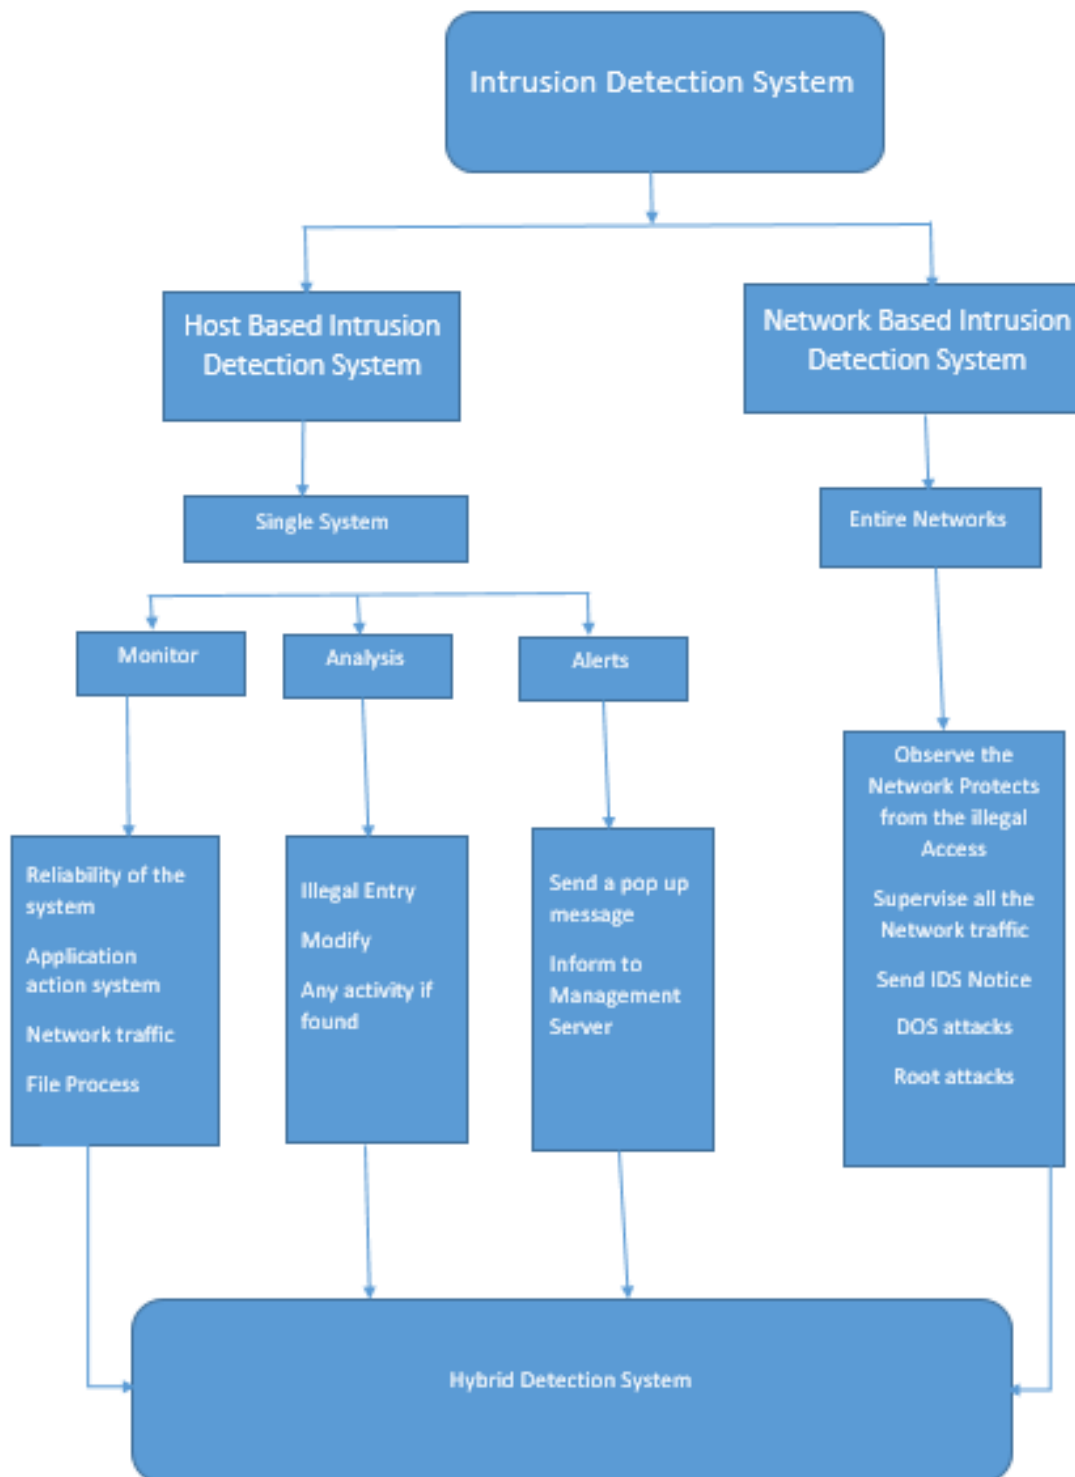 Intrusion Detection System
Host Based Intrusion
Detection System
Network Based Intrusion
Detection System
Single System
Entire Networks
Monitor
Analysis
Alerts
Reliability of the
system
Application
action system
Network traffic
File Process
Illegal Entry
Modify
Any activity if
found
Send a pop up
message
Inform to
Management
Server
Observe the
Network Protects
from the illegal
Access
Supervise all the
Network traffic
Send IDS Notice
DOS attacks
Root attacks
Hybrid Detection System